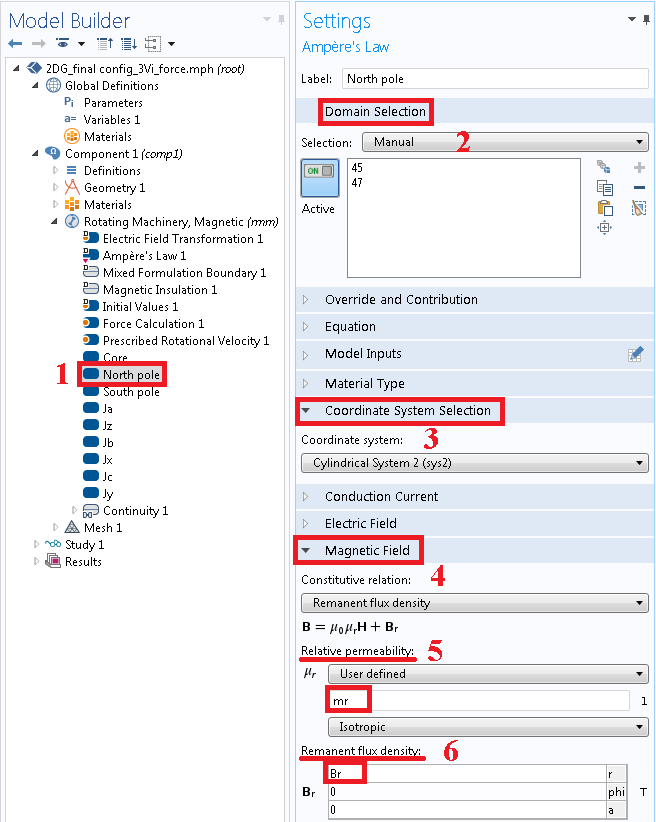 Model Builder
2DG_final config_3Vi_force.mph (root)
Global Definitions
Pi Parameters
a= Variables 1
Materials
Component 1 (comp1)
Definitions
Geometry 1
Materials
Rotating Machinery, Magnetic (rmm)
Electric Field Transformation 1
Ampère's Law 1
Mixed Formulation Boundary 1
Magnetic Insulation 1
Initial Values 1
Force Calculation 1
Prescribed Rotational Velocity 1
Core
1 North pole
South pole
Ja
Jz
Jb
Jx
Jc
Jy
Continuity 1
Mesh 1
Study 1
Results
Settings
Ampère's Law
Label: North pole
Domain Selection
2
Selection: Manual
ON
Active
45
47
Override and Contribution
Equation
Model Inputs
Material Type
Coordinate System Selection
3
Coordinate system:
Cylindrical System 2 (sys2)
Conduction Current
Electric Field
Magnetic Field
4
Constitutive relation:
Remanent flux density
B = μ0μrH + Br
Relative permeability: 5
μr User defined
mr 1
Isotropic
Remanent flux density: 6
Br r
Br 0 phi T
0 a